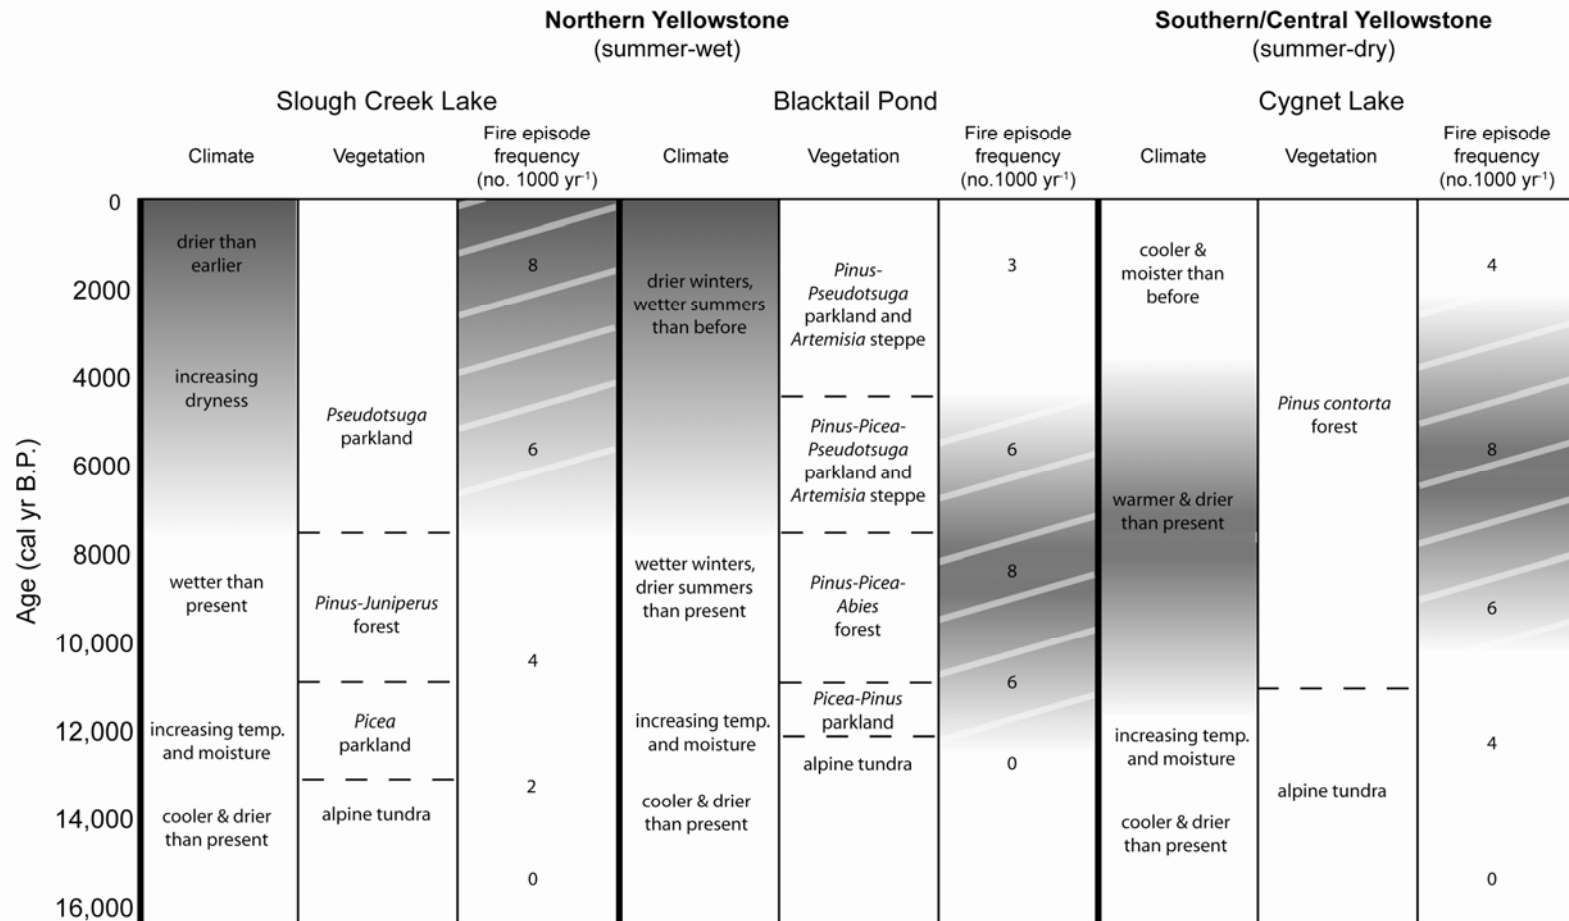 Northern Yellowstone
(summer-wet)
Southern/Central Yellowstone
(summer-dry)
Slough Creek Lake
Blacktail Pond
Cygnet Lake
Climate
Vegetation
Fire episode
frequency
(no. 1000 yr⁻¹)
Climate
Vegetation
Fire episode
frequency
(no.1000 yr⁻¹)
Climate
Vegetation
Fire episode
frequency
(no.1000 yr⁻¹)
Age (cal yr B.P.)
0
2000
4000
6000
8000
10,000
12,000
14,000
16,000
drier than
earlier
increasing
dryness
wetter than
present
increasing temp.
and moisture
cooler & drier
than present
Pseudotsuga
parkland
Pinus-Juniperus
forest
Picea
parkland
alpine tundra
8
6
4
2
0
drier winters,
wetter summers
than before
wetter winters,
drier summers
than present
increasing temp.
and moisture
cooler & drier
than present
Pinus-
Pseudotsuga
parkland and
Artemisia steppe
Pinus-Picea-
Pseudotsuga
parkland and
Artemisia steppe
Pinus-Picea-
Abies
forest
Picea-Pinus
parkland
alpine tundra
3
6
8
6
0
cooler &
moister than
before
warmer & drier
than present
increasing temp.
and moisture
cooler & drier
than present
Pinus contorta
forest
alpine tundra
4
8
6
4
0